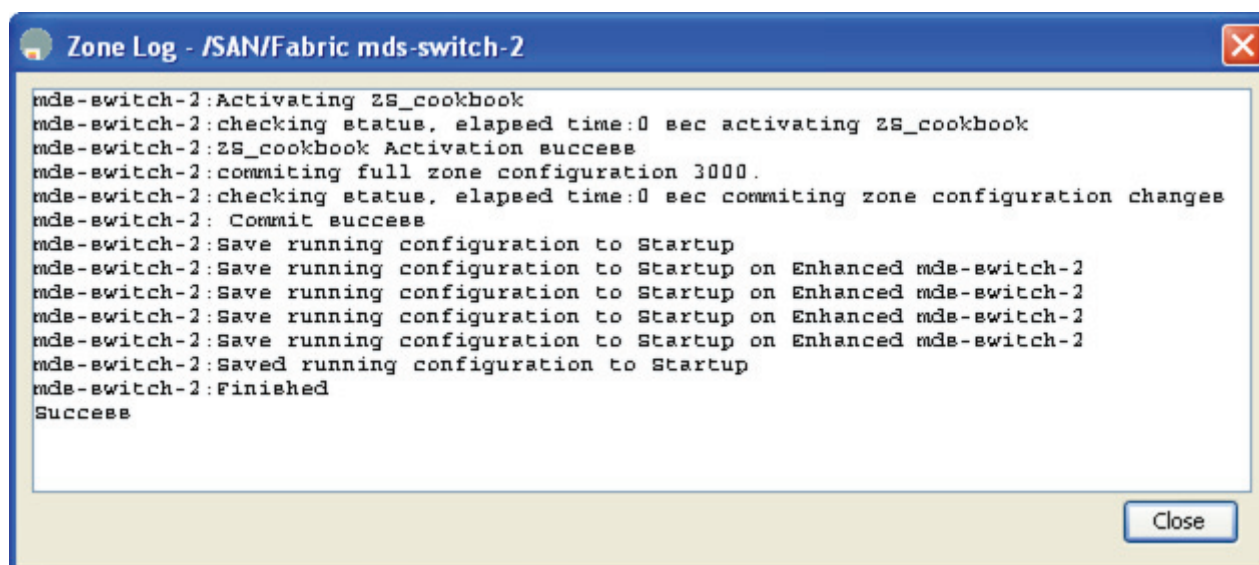 Zone Log - /SAN/Fabric mds-switch-2
mds-switch-2:Activating ZS_cookbook
mds-switch-2:checking status, elapsed time:0 sec activating ZS_cookbook
mds-switch-2:ZS_cookbook Activation success
mds-switch-2:commiting full zone configuration 3000.
mds-switch-2:checking status, elapsed time:0 sec commiting zone configuration changes
mds-switch-2: Commit success
mds-switch-2:Save running configuration to Startup
mds-switch-2:Save running configuration to Startup on Enhanced mds-switch-2
mds-switch-2:Save running configuration to Startup on Enhanced mds-switch-2
mds-switch-2:Save running configuration to Startup on Enhanced mds-switch-2
mds-switch-2:Save running configuration to Startup on Enhanced mds-switch-2
mds-switch-2:Saved running configuration to Startup
mds-switch-2:Finished
Success
Close